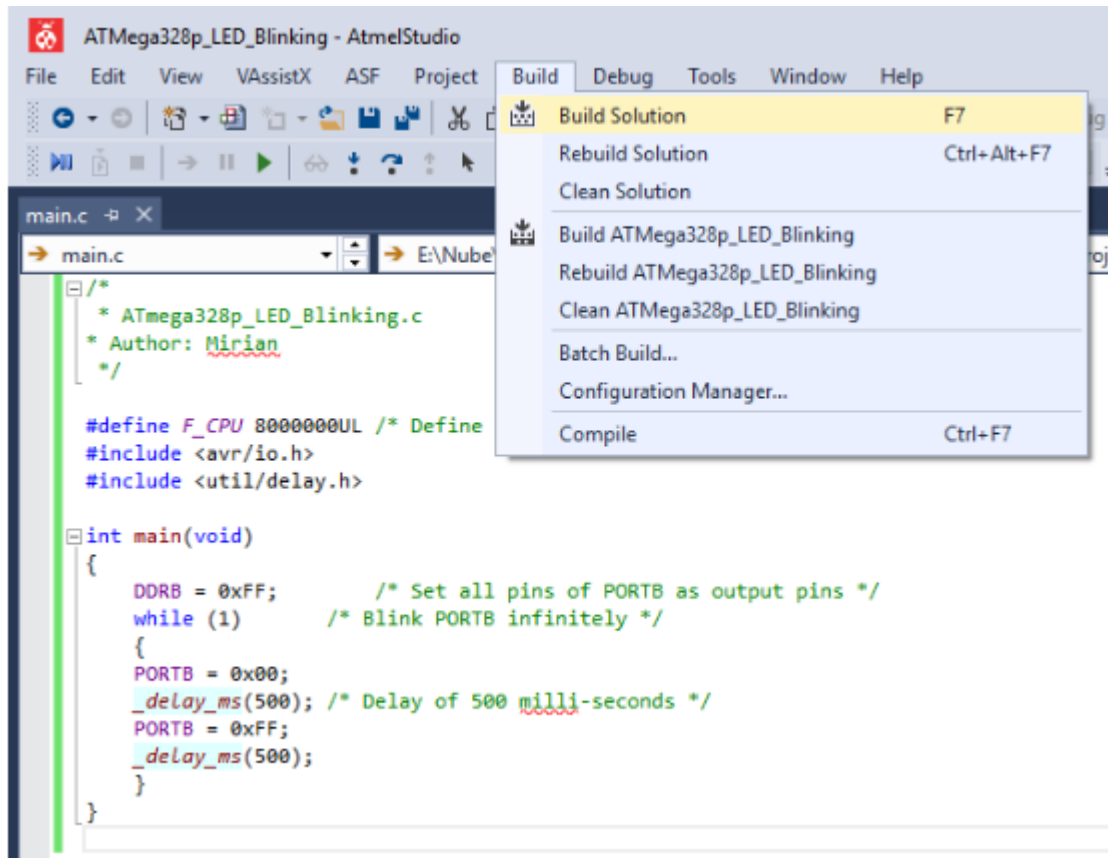 ATMega328p_LED_Blinking - AtmelStudio
File Edit View VAssistX ASF Project Build Debug Tools Window Help
Build Solution F7
Rebuild Solution Ctrl+Alt+F7
Clean Solution
Build ATMega328p_LED_Blinking
Rebuild ATMega328p_LED_Blinking
Clean ATMega328p_LED_Blinking
Batch Build...
Configuration Manager...
Compile Ctrl+F7
main.c
main.c E:\Nube
/*
* ATmega328p_LED_Blinking.c
* Author: Mirian
*/
#define F_CPU 8000000UL /* Define
#include <avr/io.h>
#include <util/delay.h>
int main(void)
{
DDRB = 0xFF; /* Set all pins of PORTB as output pins */
while (1) /* Blink PORTB infinitely */
{
PORTB = 0x00;
_delay_ms(500); /* Delay of 500 milli-seconds */
PORTB = 0xFF;
_delay_ms(500);
}
}